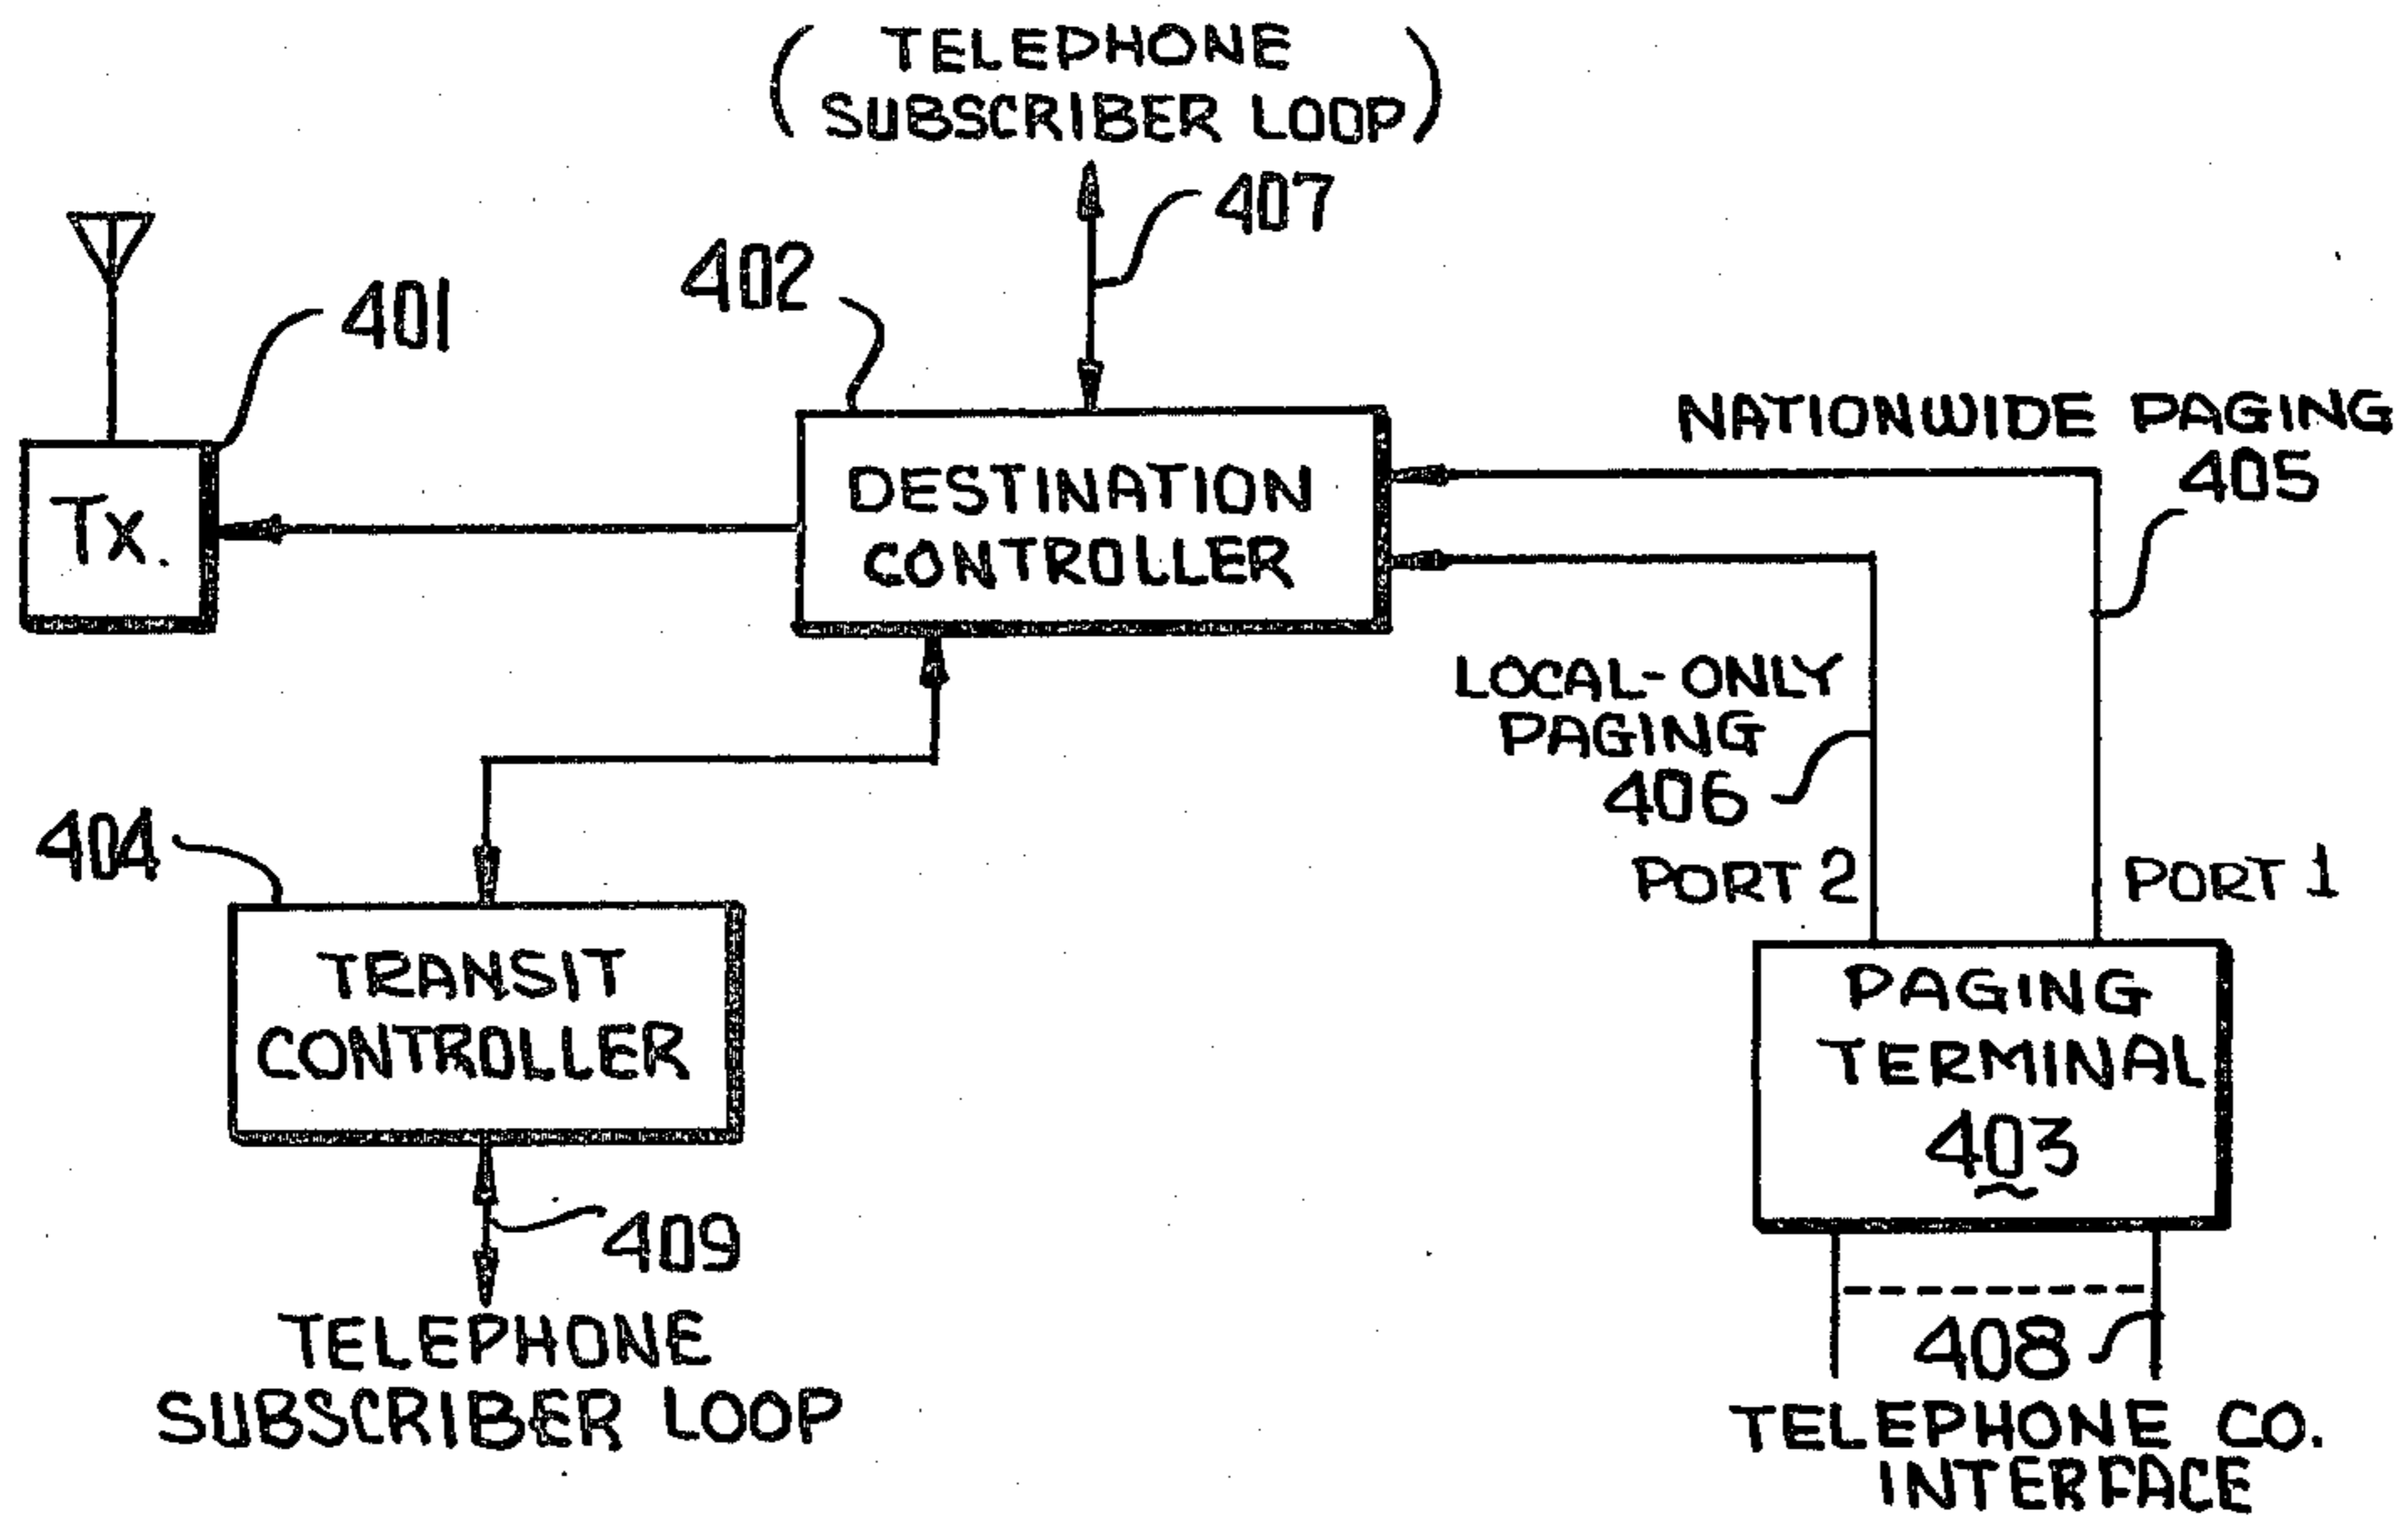 ( TELEPHONE
SUBSCRIBER LOOP )
407
402
401
NATIONWIDE PAGING
405
Tx.
DESTINATION
CONTROLLER
LOCAL-ONLY
PAGING
406
404
PORT 2
PORT 1
TRANSIT
CONTROLLER
PAGING
TERMINAL
403
409
TELEPHONE
SUBSCRIBER LOOP
408
TELEPHONE CO.
INTERFACE